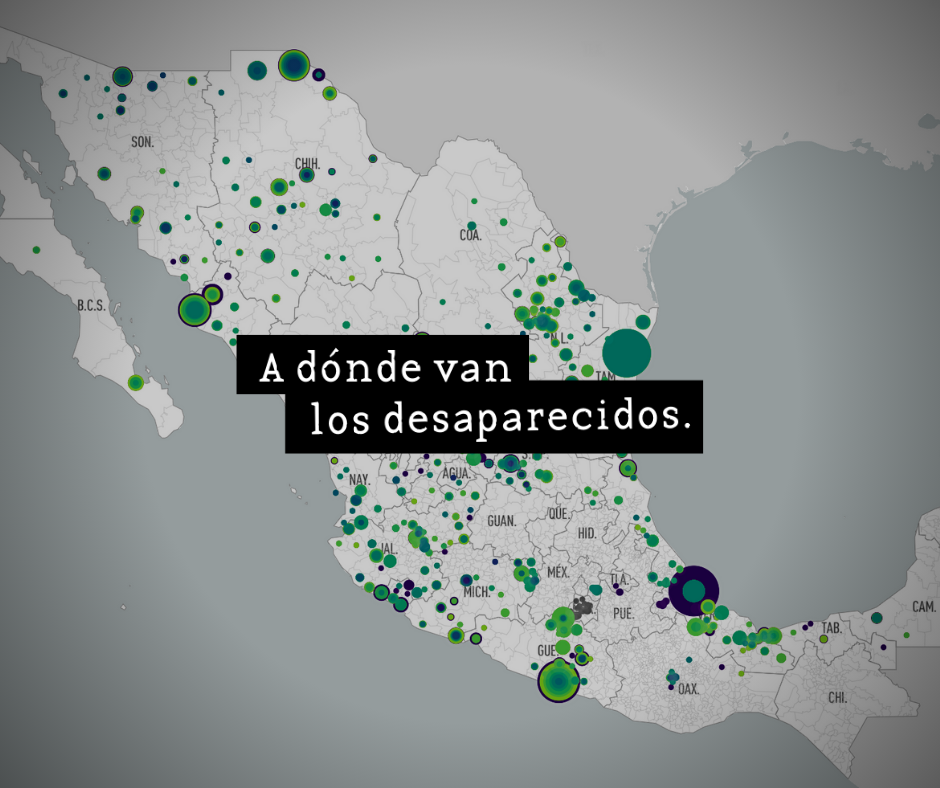 SON.
CHIH.
COA.
B.C.S.
N.L.
A dónde van
TAM.
los desaparecidos.
NAY.
AGUA.
S.L.P.
GUAN.
QUE.
HID.
JAL.
MEX.
TLA.
MICH.
PUE.
CAM.
TAB.
GUE.
OAX.
CHI.